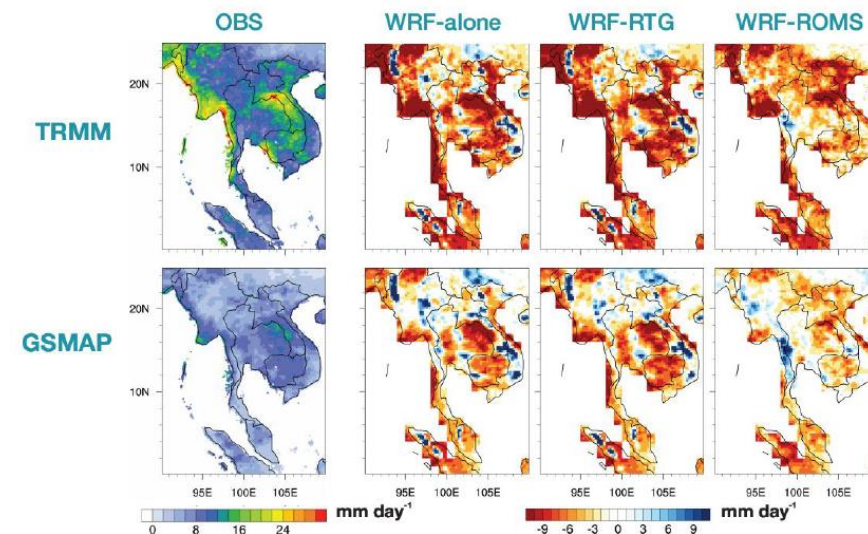 OBS WRF-alone WRF-RTG WRF-ROMS
TRMM
20N
10N
GSMAP
20N
10N
95E 100E 105E 95E 100E 105E 95E 100E 105E 95E 100E 105E
0 8 16 24 mm day-1 -9 -6 -3 0 3 6 9 mm day-1